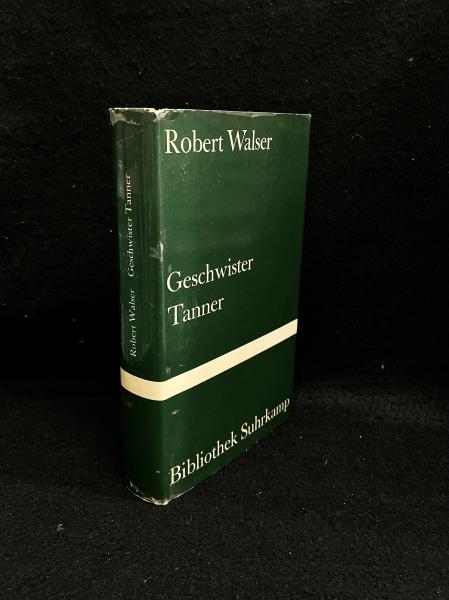 Robert Walser
Geschwister
Tanner
Bibliothek Suhrkamp
Robert Walser Geschwister Tanner